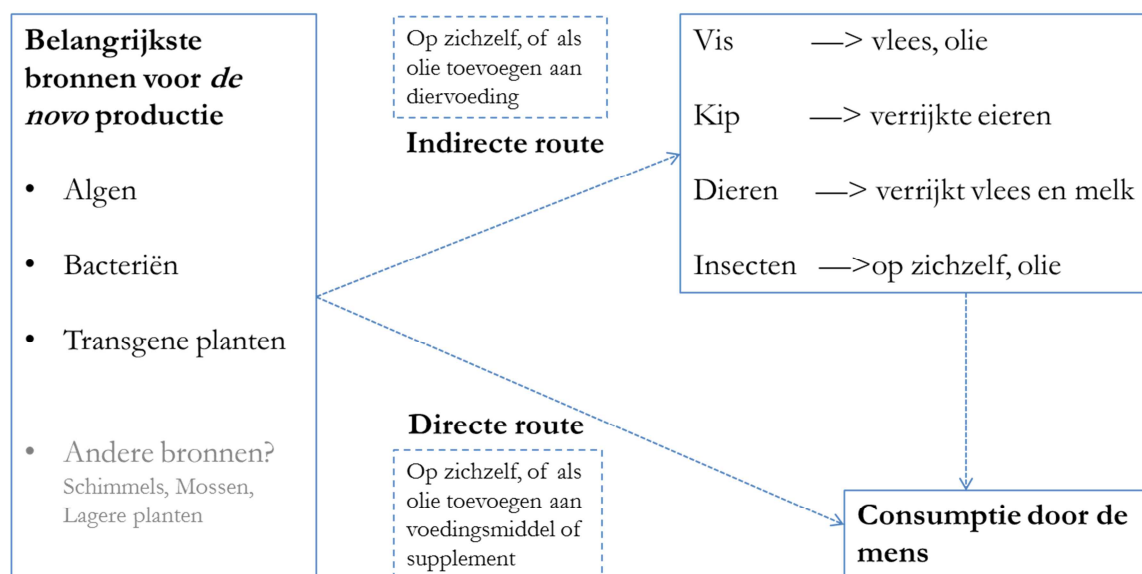 Belangrijkste
bronnen voor de
novo productie
• Algen
• Bacteriën
• Transgene planten
• Andere bronnen?
Schimmels, Mossen,
Lagere planten
Op zichzelf, of als
olie toevoegen aan
diervoeding
Indirecte route
Directe route
Op zichzelf, of als
olie toevoegen aan
voedingsmiddel of
supplement
Vis —> vlees, olie
Kip —> verrijkte eieren
Dieren —> verrijkt vlees en melk
Insecten —>op zichzelf, olie
Consumptie door de
mens